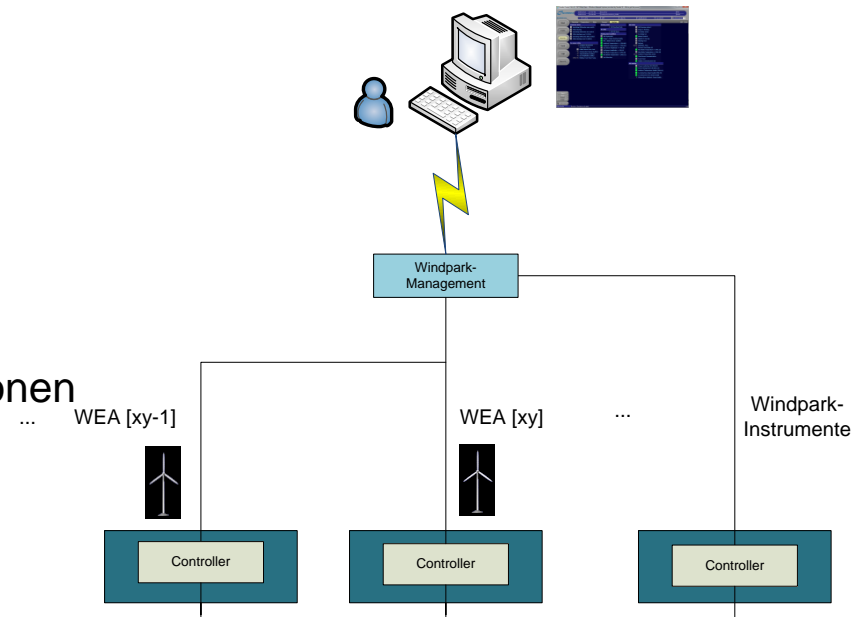 Windpark-
Management
onen
... WEA [xy-1]
WEA [xy] ...
Windpark-
Instrumente
Controller
Controller
Controller